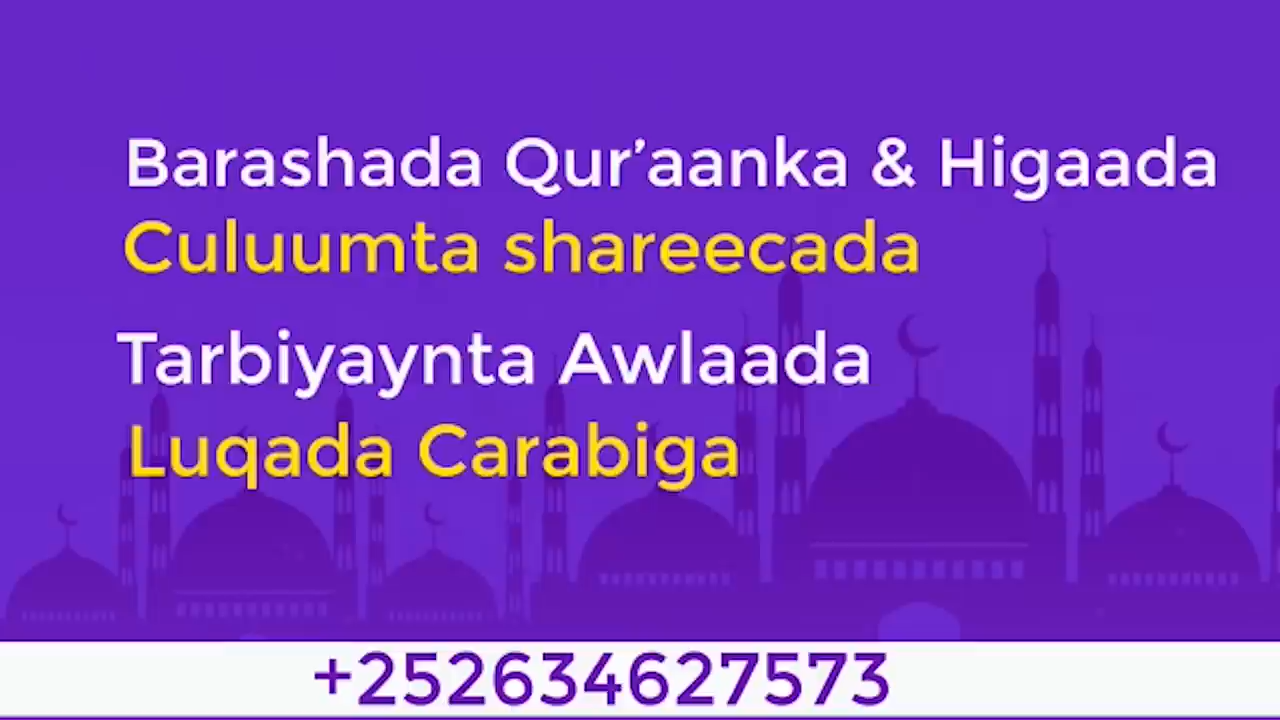 Barashada Qur’aanka & Higaada
Culuumta shareecada
Tarbiyaynta Awlaada
Luqada Carabiga
+252634627573